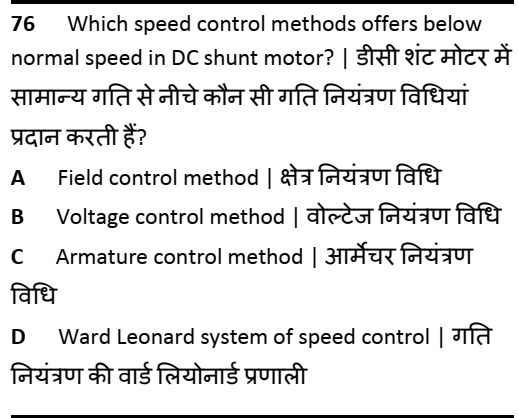 76 Which speed control methods offers below
normal speed in DC shunt motor? | डीसी शंट मोटर में
सामान्य गति से नीचे कौन सी गति नियंत्रण विधियां
प्रदान करती हैं?
A Field control method | क्षेत्र नियंत्रण विधि
B Voltage control method | वोल्टेज नियंत्रण विधि
C Armature control method | आर्मेचर नियंत्रण
विधि
D Ward Leonard system of speed control | गति
नियंत्रण की वार्ड लियोनार्ड प्रणाली